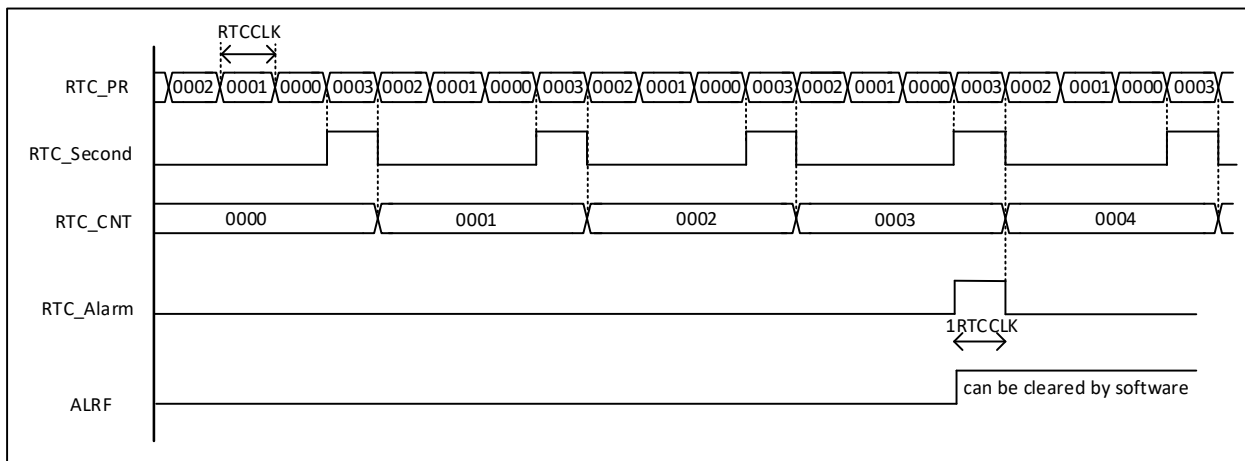 RTCCLK
RTC_PR 0002 0001 0000 0003 0002 0001 0000 0003 0002 0001 0000 0003 0002 0001 0000 0003 0002 0001 0000 0003
RTC_Second
RTC_CNT 0000 0001 0002 0003 0004
RTC_Alarm
1RTCCLK
can be cleared by software
ALRF